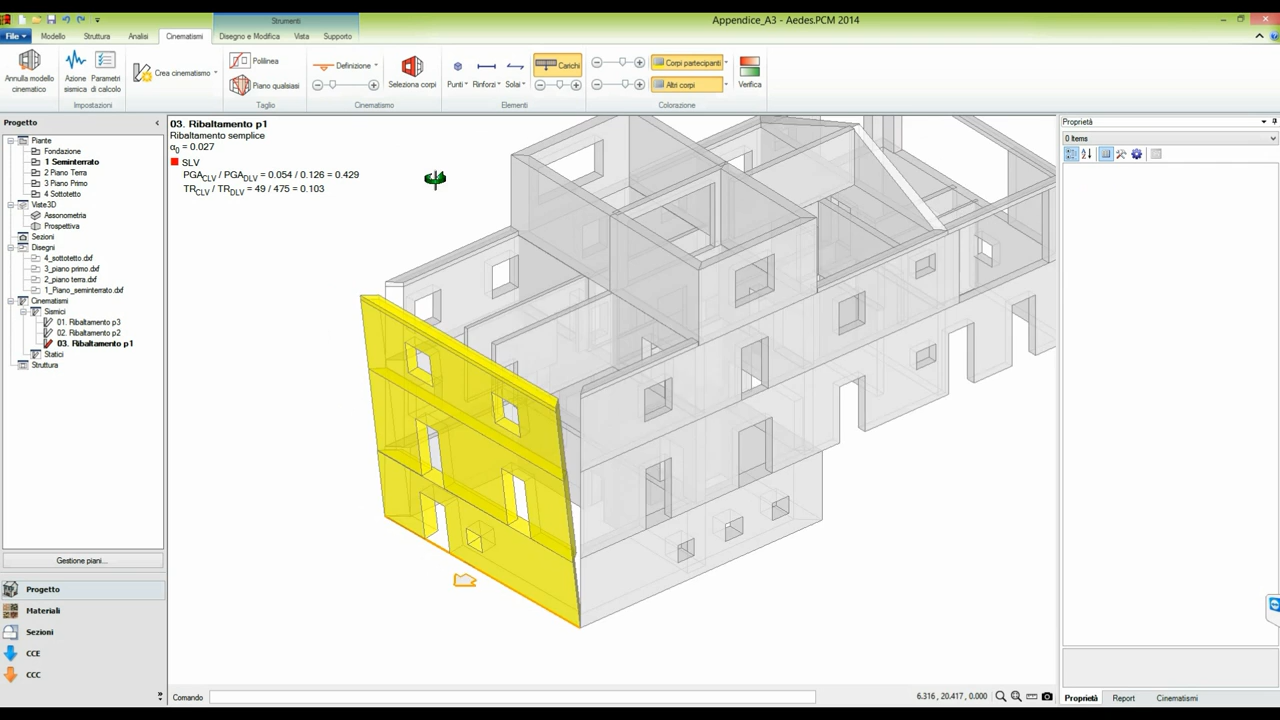 Appendice_A3 - Aedes.PCM 2014
Strumenti
File
Modello
Struttura
Analisi
Cinematismi
Disegno e Modifica
Vista
Supporto
Annulla modello
cinematico
Azione
sismica
Parametri
di calcolo
Impostazioni
Crea cinematismo
Polilinea
Piano qualsiasi
Taglio
Definizione
Seleziona corpi
Cinematismo
Punti
Rinforzi
Solai
Carichi
Elementi
Corpi partecipanti
Altri corpi
Colorazione
Verifica
Progetto
Piante
Fondazione
1 Seminterrato
2 Piano Terra
3 Piano Primo
4 Sottotetto
Viste3D
Assonometria
Prospettiva
Sezioni
Disegni
4_sottotetto.dxf
3_piano primo.dxf
2_piano terra.dxf
1_Piano_seminterrato.dxf
Cinematismi
Sismici
01. Ribaltamento p3
02. Ribaltamento p2
03. Ribaltamento p1
Statici
Struttura
Gestione piani...
Progetto
Materiali
Sezioni
CCE
CCC
03. Ribaltamento p1
Ribaltamento semplice
α0 = 0.027
SLV
PGACLV / PGADLV = 0.054 / 0.126 = 0.429
TRCLV / TRDLV = 49 / 475 = 0.103
Comando
6.316, 20.417, 0.000
Proprietà
0 Items
Proprietà
Report
Cinematismi